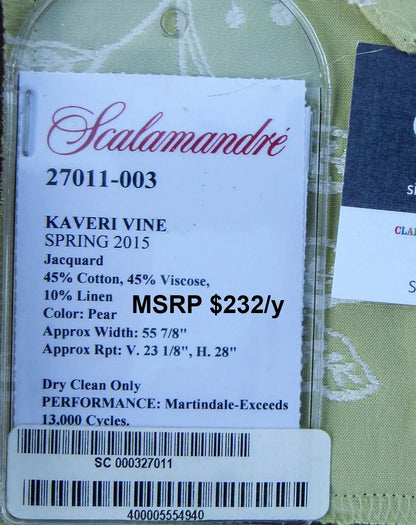 Scalamandré
27011-003
KAVERI VINE
SPRING 2015
Jacquard
45% Cotton, 45% Viscose,
10% Linen
MSRP $232/y
Color: Pear
Approx Width: 55 7/8"
Approx Rpt: V. 23 1/8", H. 28"
Dry Clean Only
PERFORMANCE: Martindale-Exceeds
13,000 Cycles.
SC 000327011
400005554940